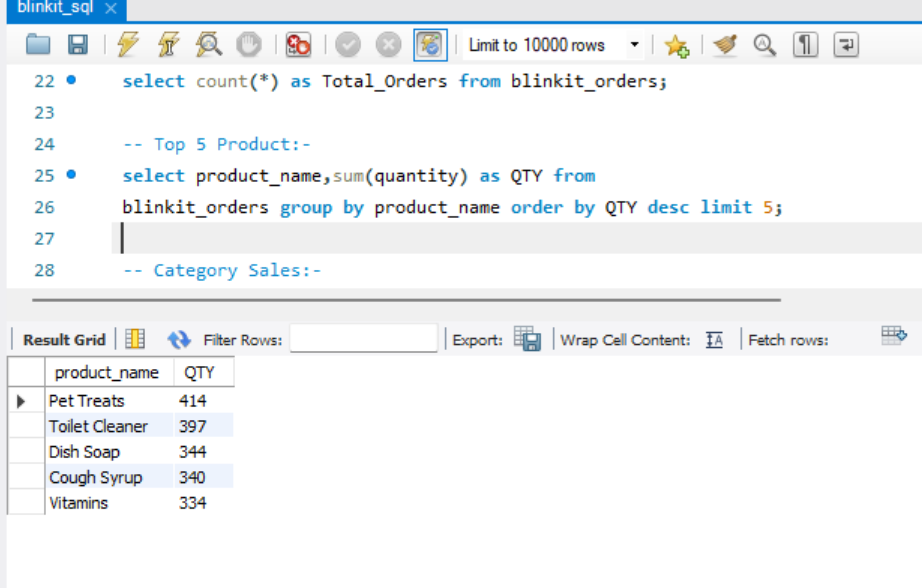 blinkit_sql
Limit to 10000 rows
22 select count(*) as Total_Orders from blinkit_orders;
23
24 -- Top 5 Product:-
25 select product_name,sum(quantity) as QTY from
26 blinkit_orders group by product_name order by QTY desc limit 5;
27
28 -- Category Sales:-
Result Grid Filter Rows: Export: Wrap Cell Content: IA Fetch rows:
product_name QTY
Pet Treats 414
Toilet Cleaner 397
Dish Soap 344
Cough Syrup 340
Vitamins 334